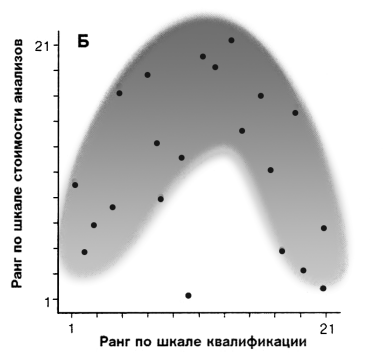 Б
21
1
Ранг по шкале стоимости анализов
1
21
Ранг по шкале квалификации